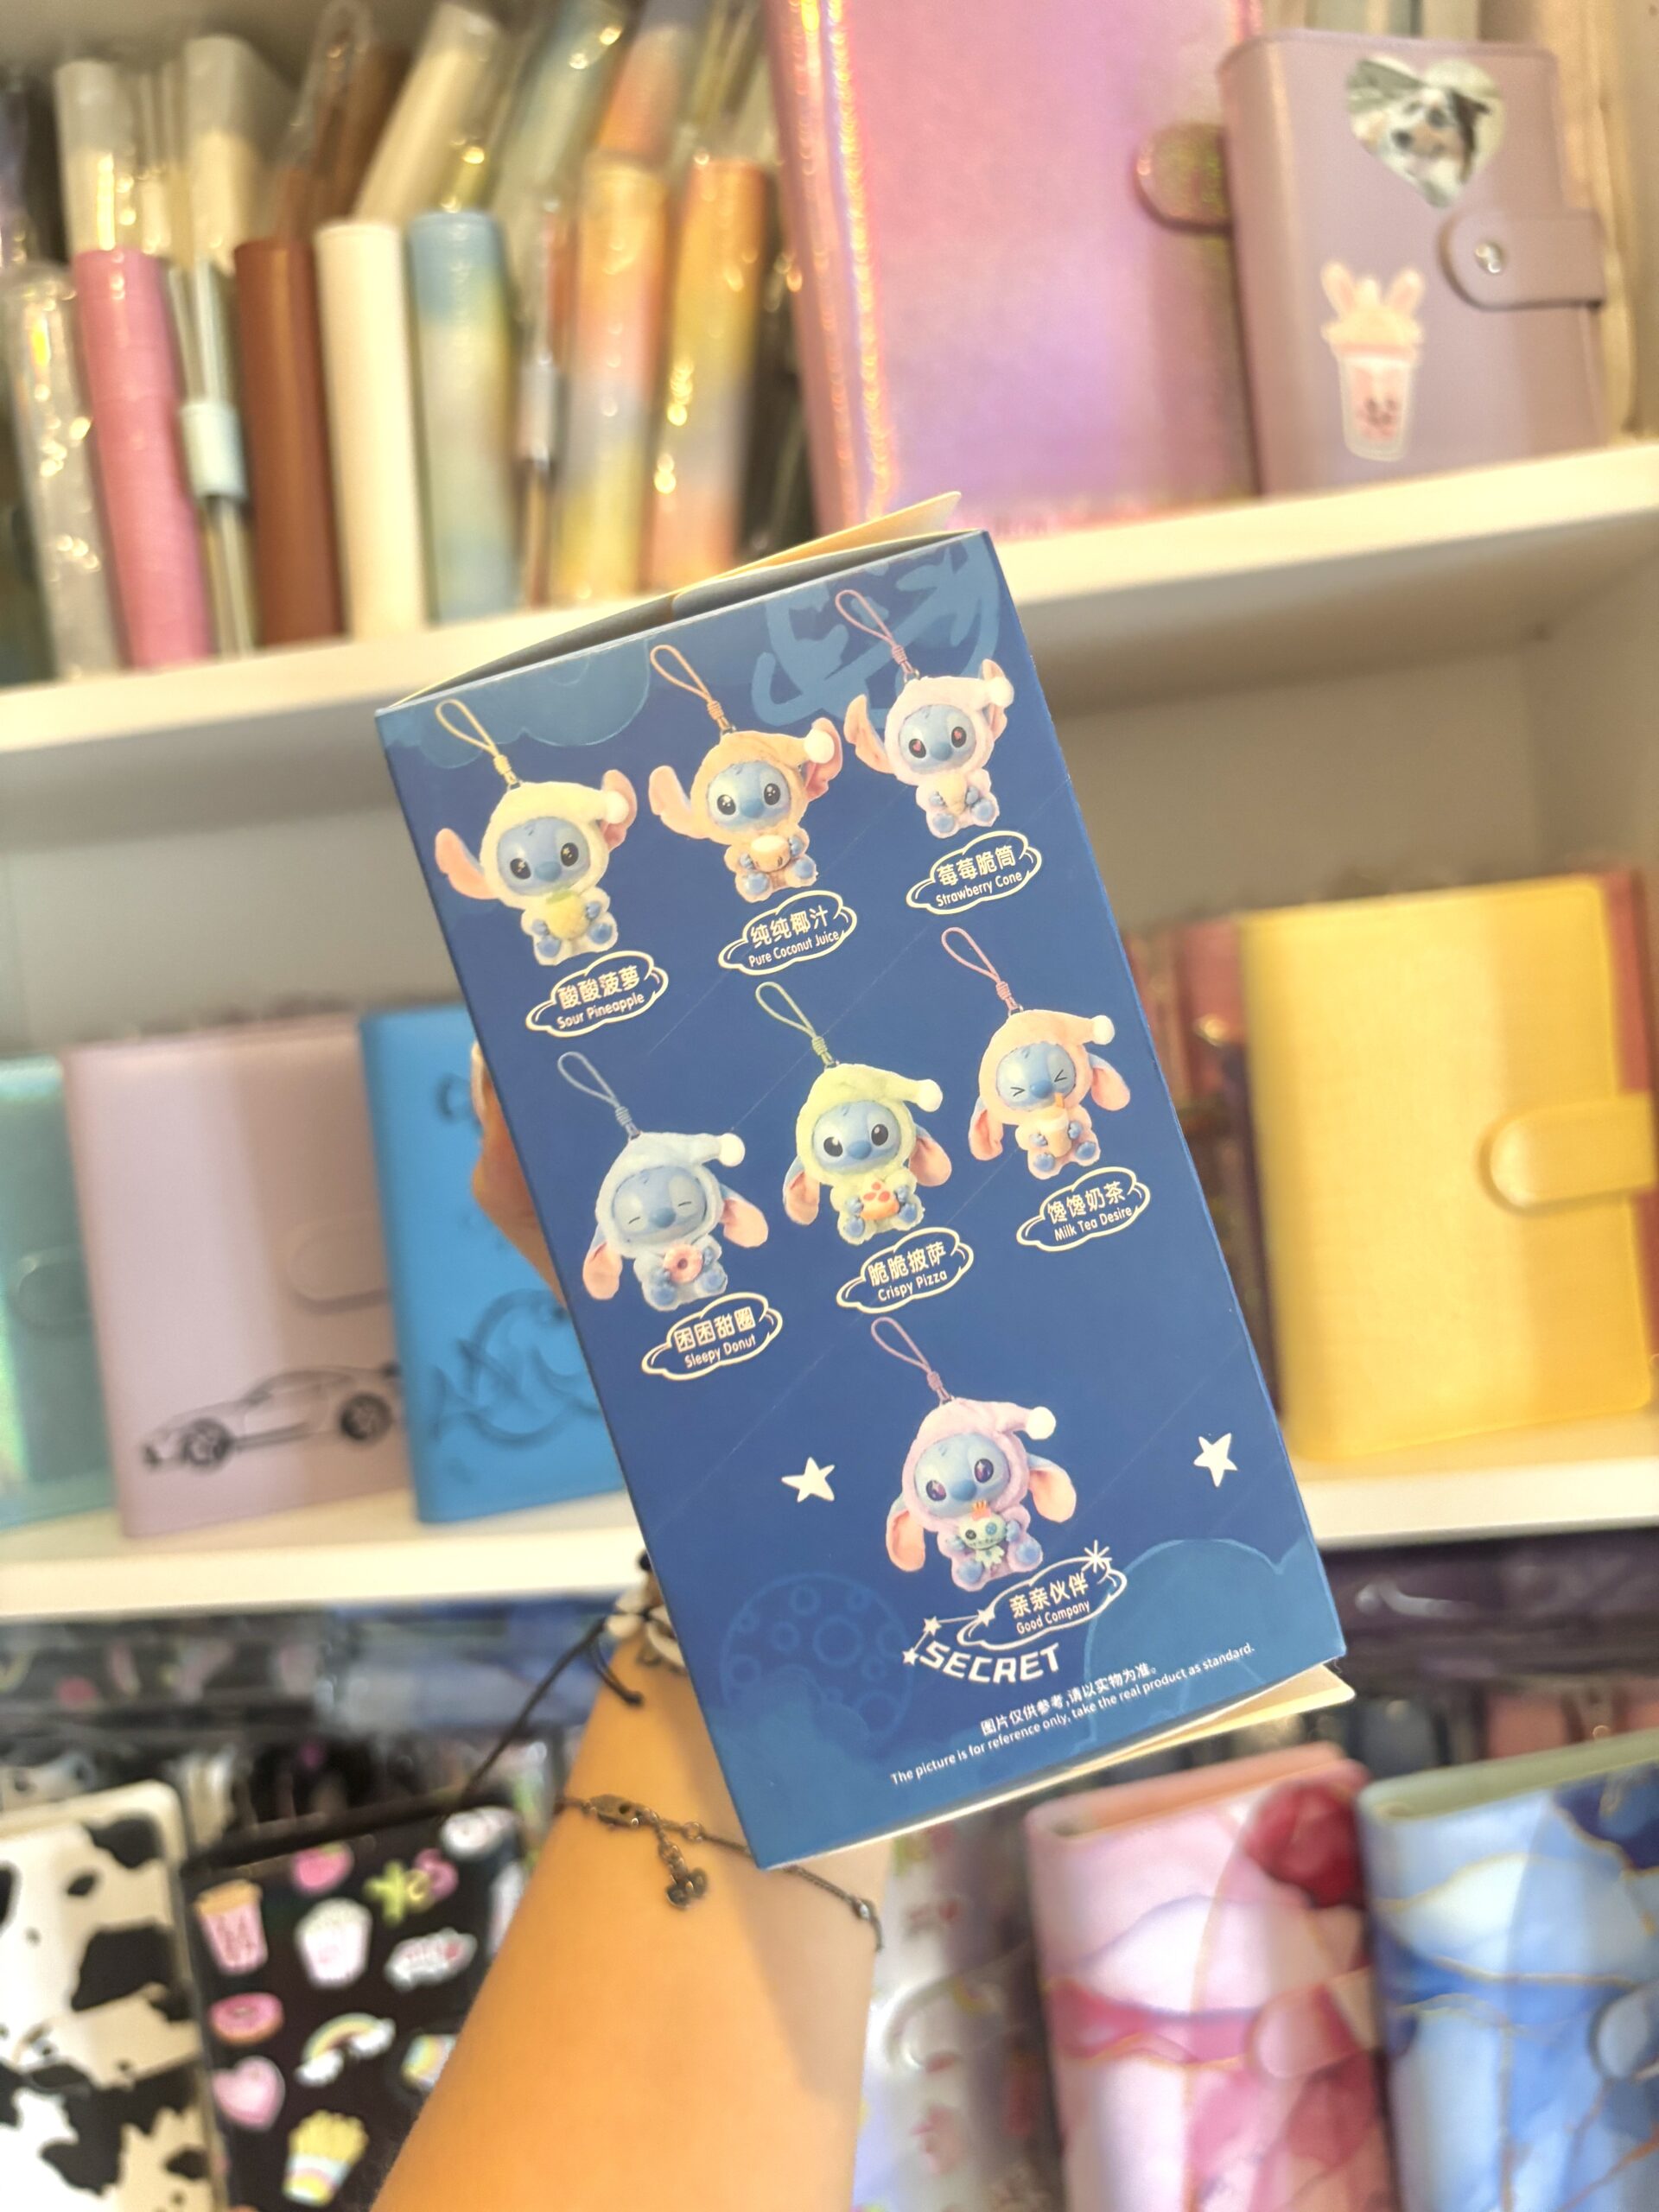 酸酸菠萝
Sour Pineapple
纯纯椰汁
Pure Coconut Juice
莓莓脆筒
Strawberry Cone
困困甜圈
Sleepy Donut
脆脆披萨
Crispy Pizza
馋馋奶茶
Milk Tea Desire
亲亲伙伴
Good Company
SECRET
图片仅供参考,请以实物为准。
The picture is for reference only, take the real product as standard.